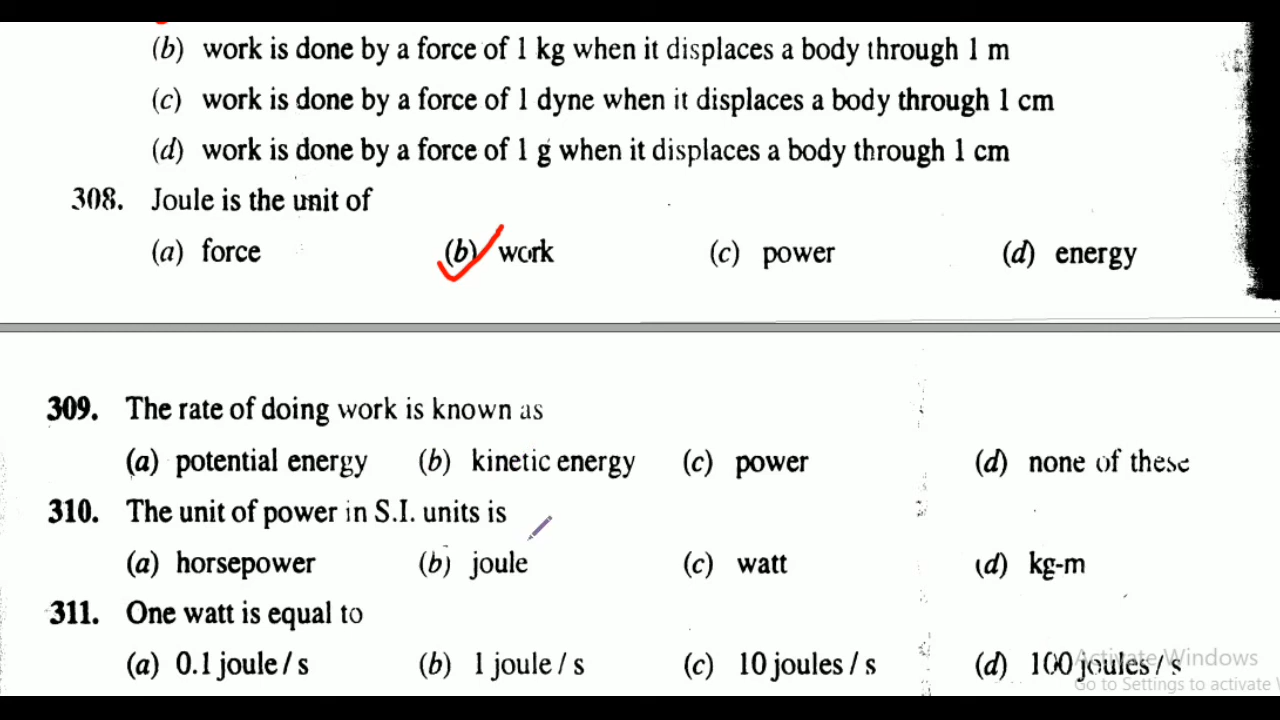 (b) work is done by a force of 1 kg when it displaces a body through 1 m
(c) work is done by a force of 1 dyne when it displaces a body through 1 cm
(d) work is done by a force of 1 g when it displaces a body through 1 cm
308. Joule is the unit of
(a) force (b) work (c) power (d) energy
309. The rate of doing work is known as
(a) potential energy (b) kinetic energy (c) power (d) none of these
310. The unit of power in S.I. units is
(a) horsepower (b) joule (c) watt (d) kg-m
311. One watt is equal to
(a) 0.1 joule / s (b) 1 joule / s (c) 10 joules / s (d) 100 joules / s
Activate Windows
Go to Settings to activate